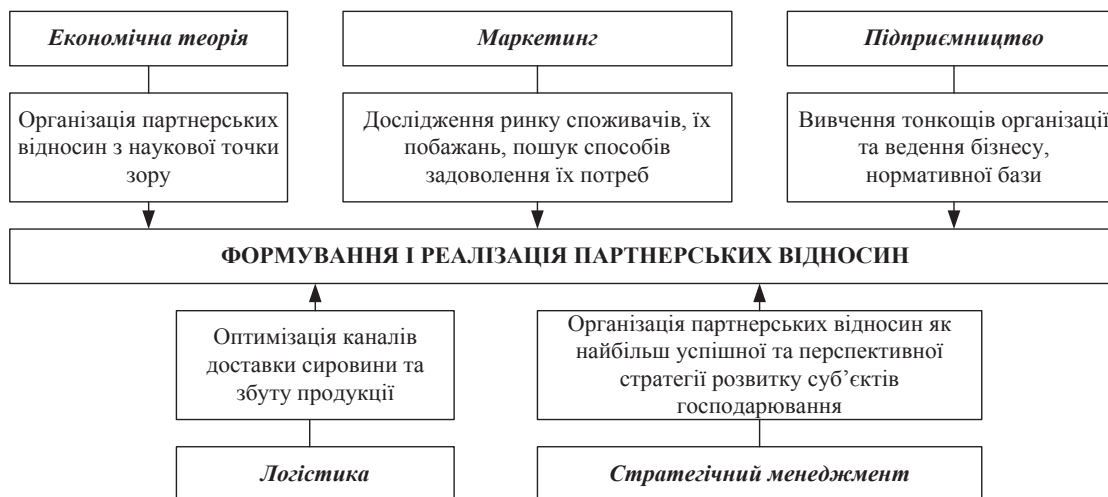 Економічна теорія
Маркетинг
Підприємництво
Організація партнерських
відносин з наукової точки
зору
Дослідження ринку споживачів, їх
побажань, пошук способів
задоволення їх потреб
Вивчення тонкощів організації
та ведення бізнесу,
нормативної бази
ФОРМУВАННЯ І РЕАЛІЗАЦІЯ ПАРТНЕРСЬКИХ ВІДНОСИН
Оптимізація каналів
доставки сировини та
збуту продукції
Організація партнерських відносин як
найбільш успішної та перспективної
стратегії розвитку суб’єктів
господарювання
Логістика
Стратегічний менеджмент